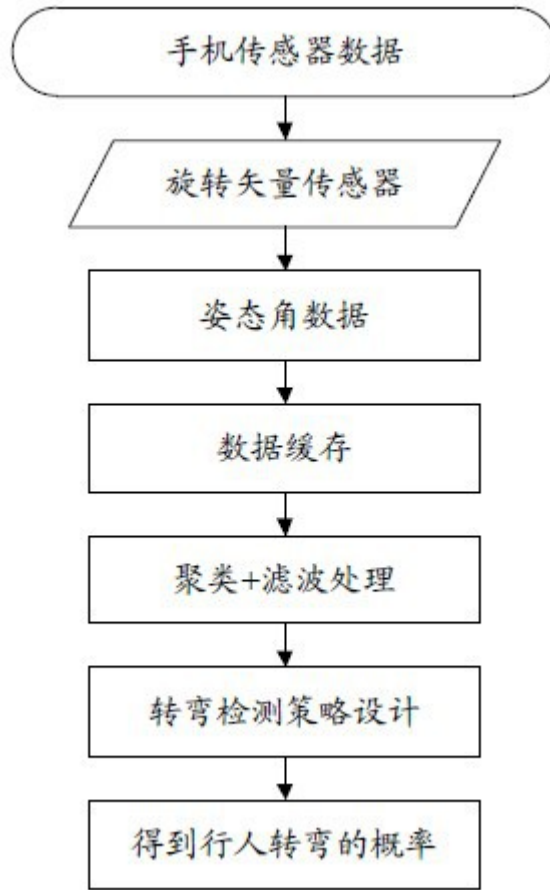 手机传感器数据
旋转矢量传感器
姿态角数据
数据缓存
聚类+滤波处理
转弯检测策略设计
得到行人转弯的概率